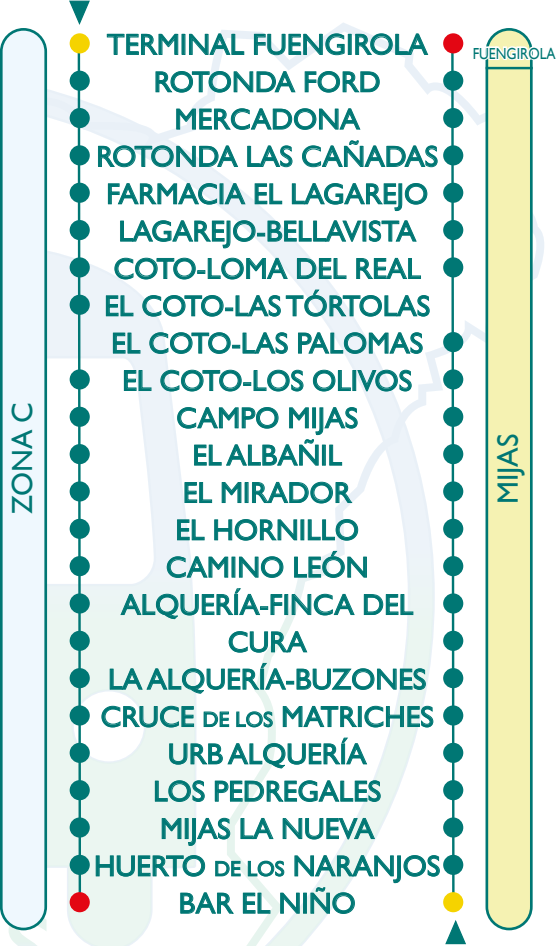 TERMINAL FUENGIROLA
FUENGIROLA
ROTONDA FORD
MERCADONA
ROTONDA LAS CAÑADAS
FARMACIA EL LAGAREJO
LAGAREJO-BELLAVISTA
COTO-LOMA DEL REAL
EL COTO-LAS TÓRTOLAS
EL COTO-LAS PALOMAS
EL COTO-LOS OLIVOS
CAMPO MIJAS
EL ALBAÑIL
EL MIRADOR
EL HORNILLO
CAMINO LEÓN
ALQUERÍA-FINCA DEL
CURA
LA ALQUERÍA-BUZONES
CRUCE DE LOS MATRICHES
URB ALQUERÍA
LOS PEDREGALES
MIJAS LA NUEVA
HUERTO DE LOS NARANJOS
BAR EL NIÑO
ZONA C
MIJAS